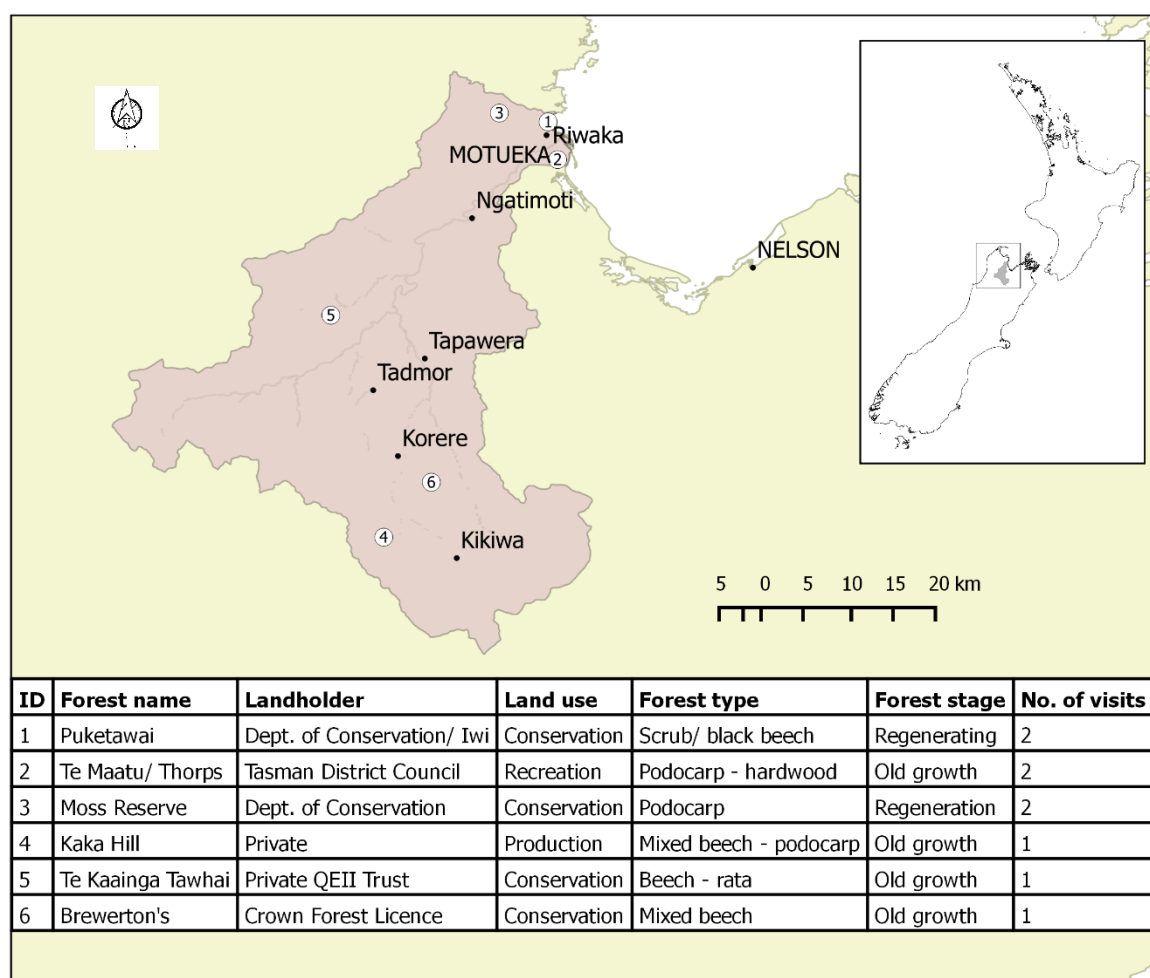 3
1
Riwaka
MOTUEKA
2
Ngatimoti
NELSON
5
Tapawera
Tadmor
Korere
6
4
Kikiwa
5 0 5 10 15 20 km
ID Forest name Landholder Land use Forest type Forest stage No. of visits
1 Puketawai Dept. of Conservation/ Iwi Conservation Scrub/ black beech Regenerating 2
2 Te Maatu/ Thorps Tasman District Council Recreation Podocarp - hardwood Old growth 2
3 Moss Reserve Dept. of Conservation Conservation Podocarp Regeneration 2
4 Kaka Hill Private Production Mixed beech - podocarp Old growth 1
5 Te Kaainga Tawhai Private QEII Trust Conservation Beech - rata Old growth 1
6 Brewerton's Crown Forest Licence Conservation Mixed beech Old growth 1